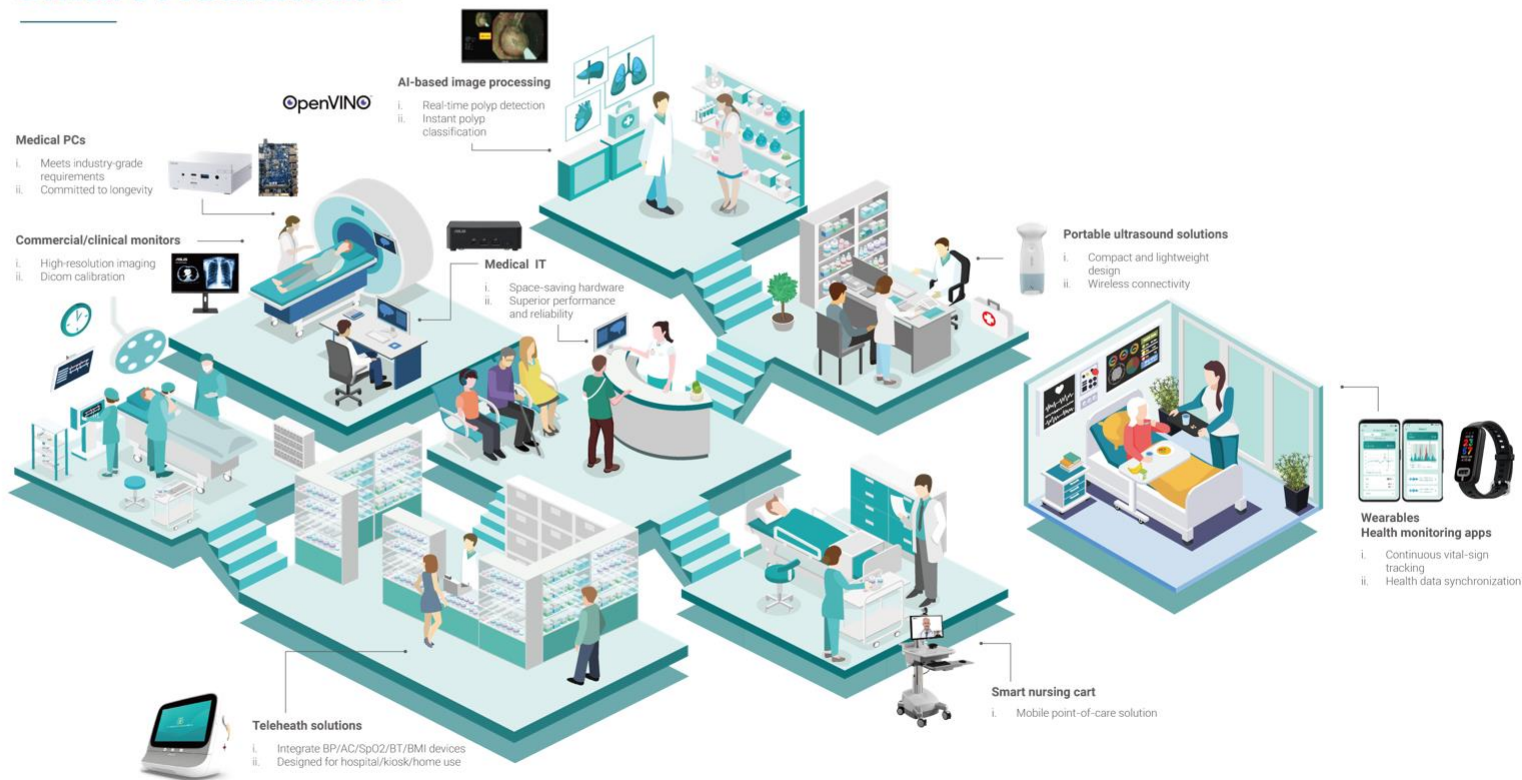 OpenVINO
AI-based image processing
i. Real-time polyp detection
ii. Instant polyp
classification
Medical PCs
i. Meets industry-grade
requirements
ii. Committed to longevity
Commercial/clinical monitors
i. High-resolution imaging
ii. Dicom calibration
Medical IT
i. Space-saving hardware
ii. Superior performance
and reliability
Portable ultrasound solutions
i. Compact and lightweight
design
ii. Wireless connectivity
Wearables
Health monitoring apps
i. Continuous vital-sign
tracking
ii. Health data synchronization
Smart nursing cart
i. Mobile point-of-care solution
Teleheath solutions
i. Integrate BP/AC/SpO2/BT/BMI devices
ii. Designed for hospital/kiosk/home use